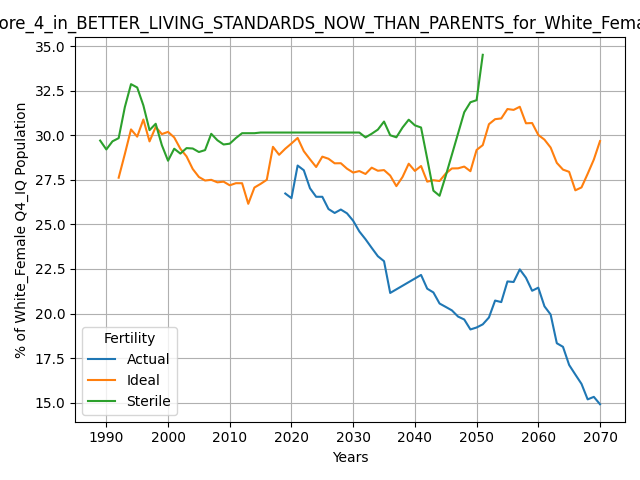 ore_4_in_BETTER_LIVING_STANDARDS_NOW_THAN_PARENTS_for_White_Fema
% of White_Female Q4_IQ Population
35.0
32.5
30.0
27.5
25.0
22.5
20.0
17.5
15.0
Fertility
Actual
Ideal
Sterile
1990
2000
2010
2020
2030
2040
2050
2060
2070
Years